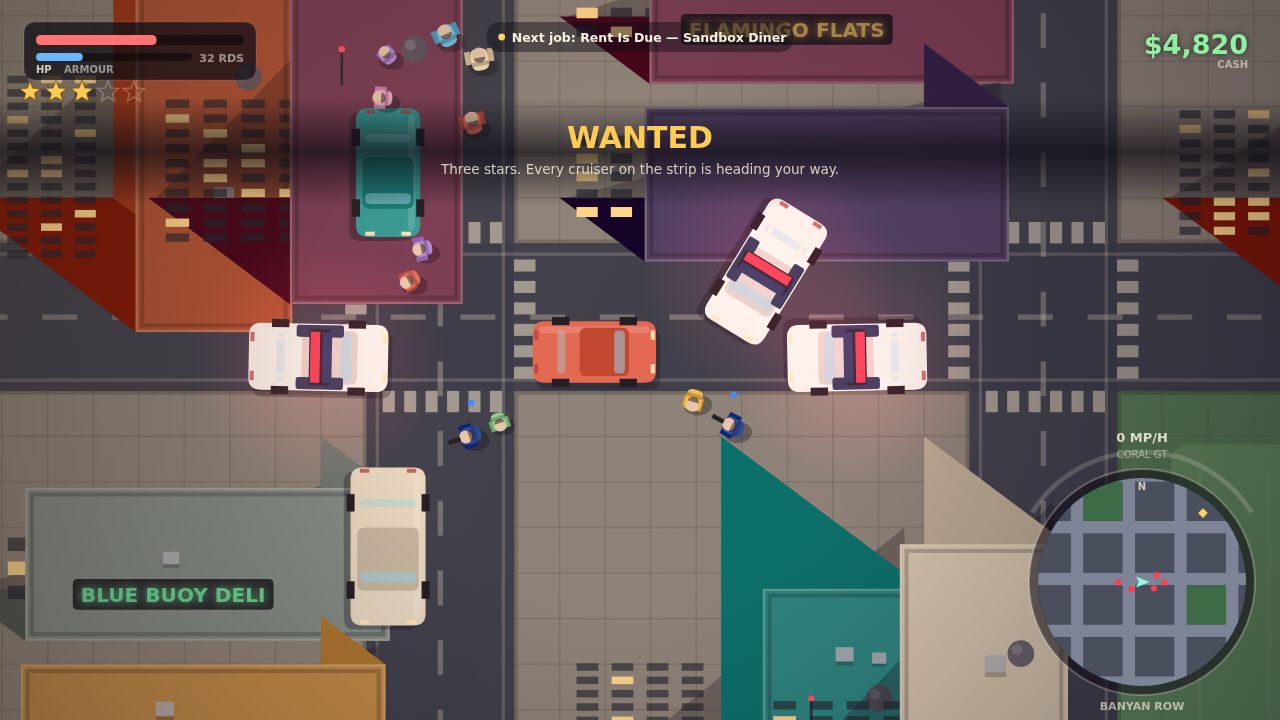 FLAMINGO FLATS
Next job: Rent Is Due — Sandbox Diner
32 RDS
HP ARMOUR
$4,820
CASH
WANTED
Three stars. Every cruiser on the strip is heading your way.
0 MP/H
CORAL GT
N
BLUE BUOY DELI
BANYAN ROW